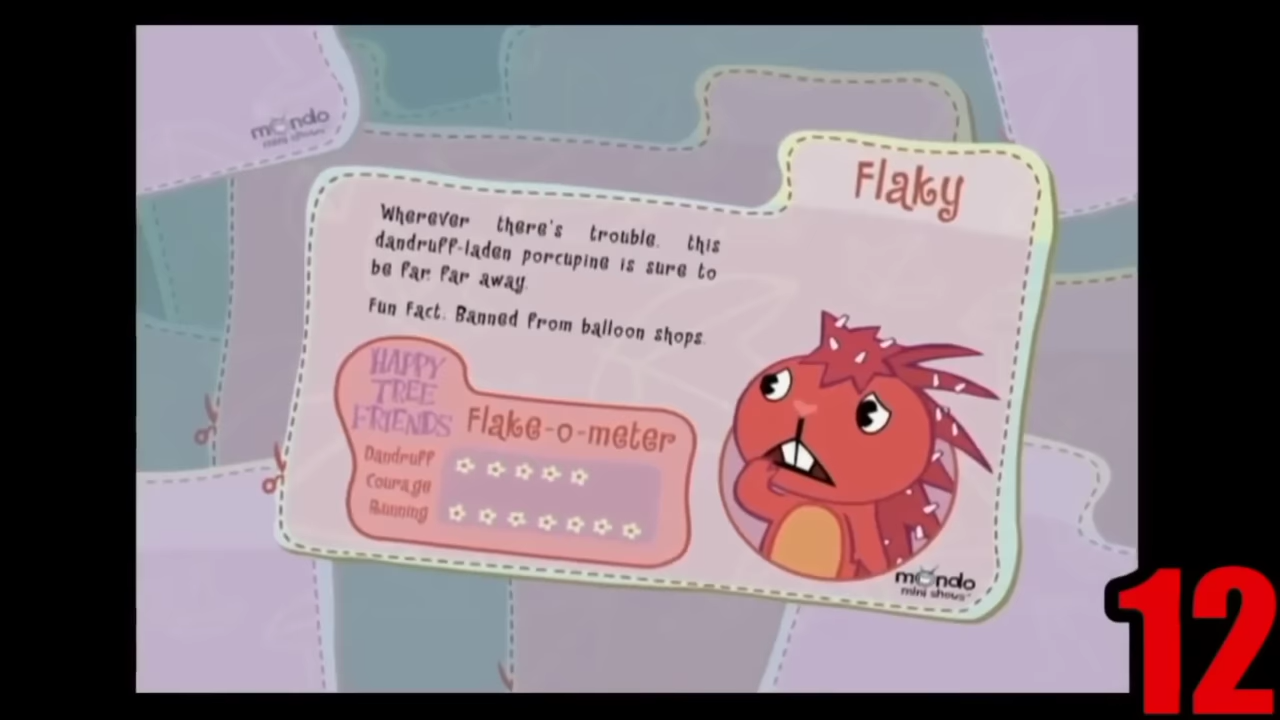 mondo
mini shows
Flaky
Wherever there's trouble, this
dandruff-laden porcupine is sure to
be far, far away.
Fun Fact. Banned from balloon shops.
HAPPY
TREE
FRIENDS
Flake-o-meter
Dandruff
Courage
Running
mondo
mini shows
12